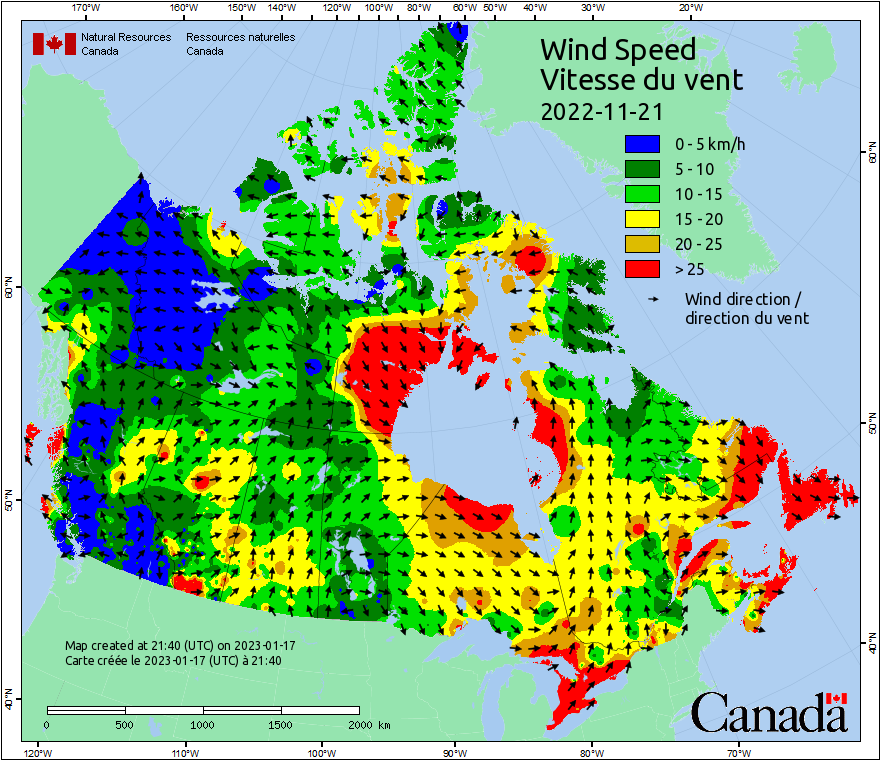 170°W 160°W 150°W 140°W 130°W 120°W 110°W 100°W 90°W 80°W 70°W 60°W 50°W 40°W 30°W 20°W
Natural Resources Canada
Ressources naturelles Canada
Wind Speed
Vitesse du vent
2022-11-21
0 - 5 km/h
5 - 10
10 - 15
15 - 20
20 - 25
> 25
Wind direction /
direction du vent
60°N
50°N
40°N
60°N
50°N
40°N
Map created at 21:40 (UTC) on 2023-01-17
Carte créée le 2023-01-17 (UTC) à 21:40
0 500 1000 1500 2000 km
Canada
120°W 110°W 100°W 90°W 80°W 70°W